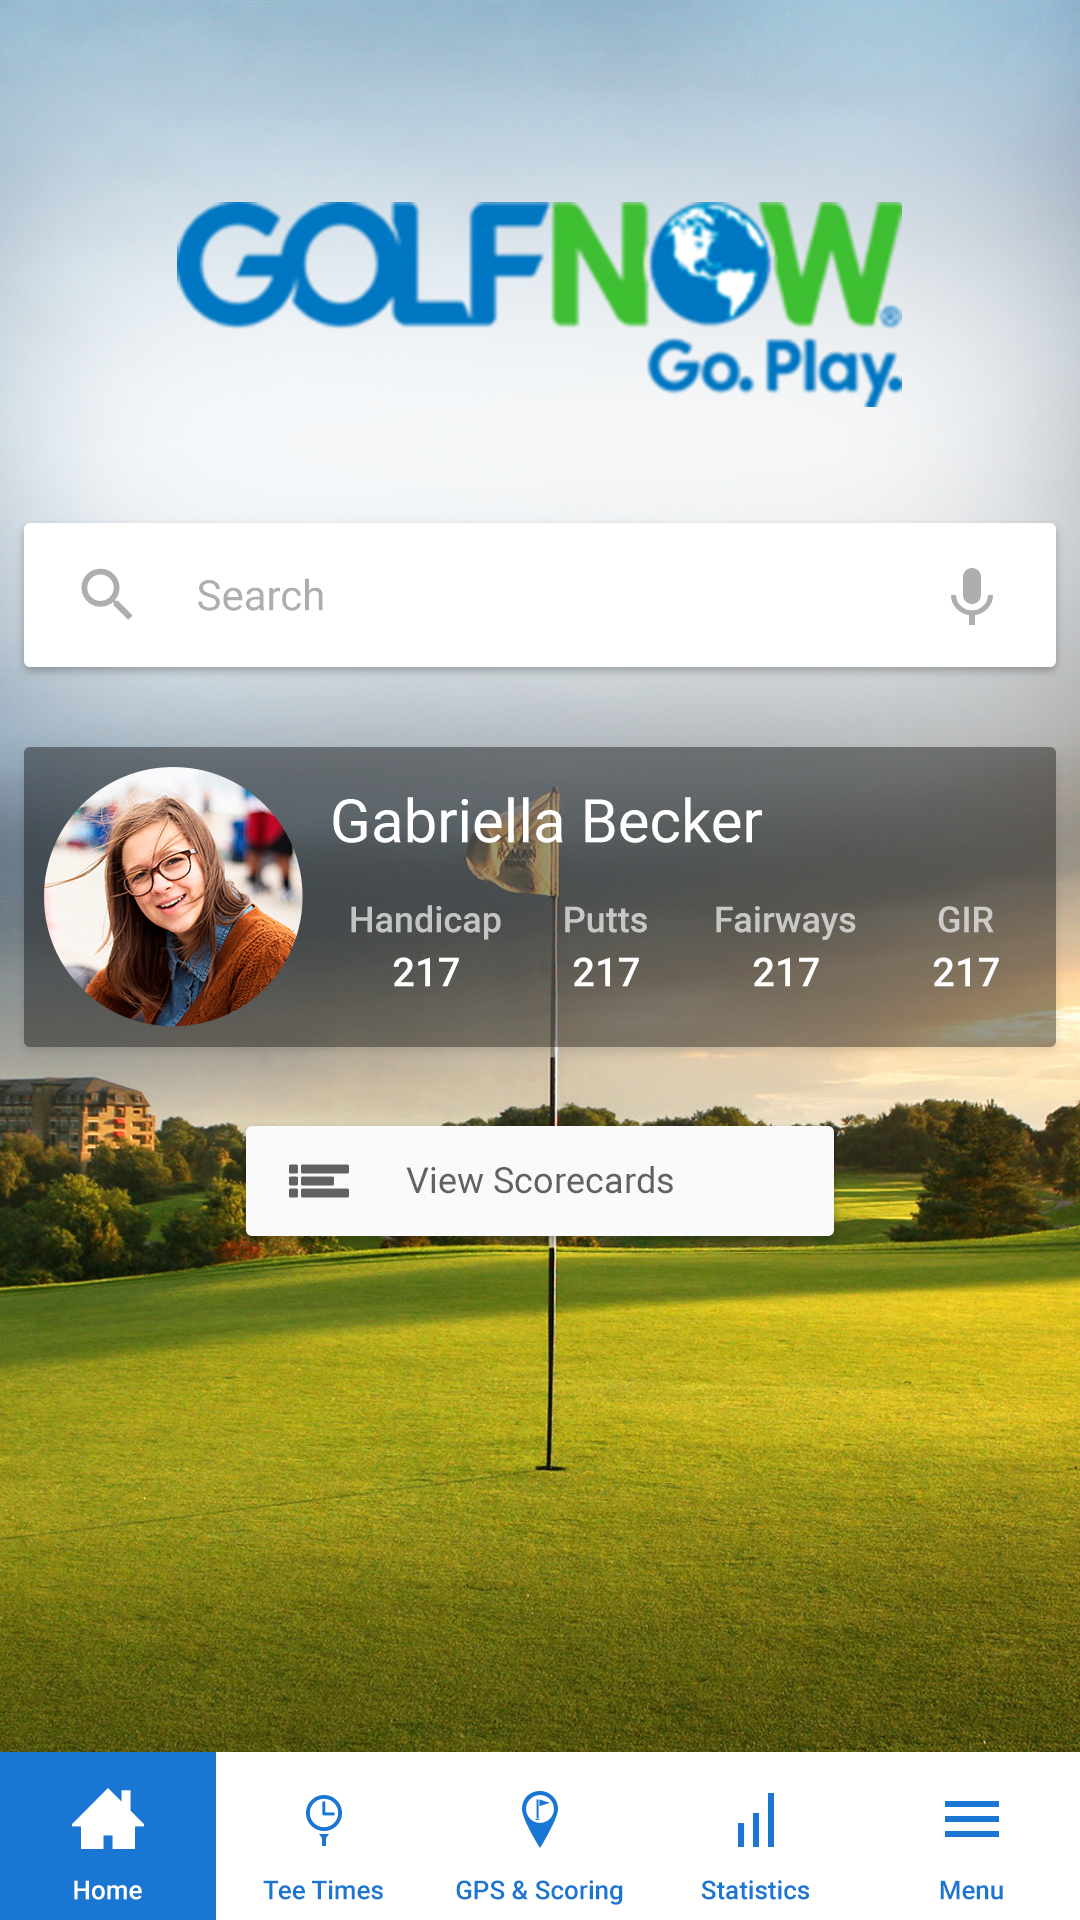 GOLFNOW®
Go. Play.
Search
Gabriella Becker
Handicap Putts Fairways GIR
217 217 217 217
View Scorecards
Home Tee Times GPS & Scoring Statistics Menu